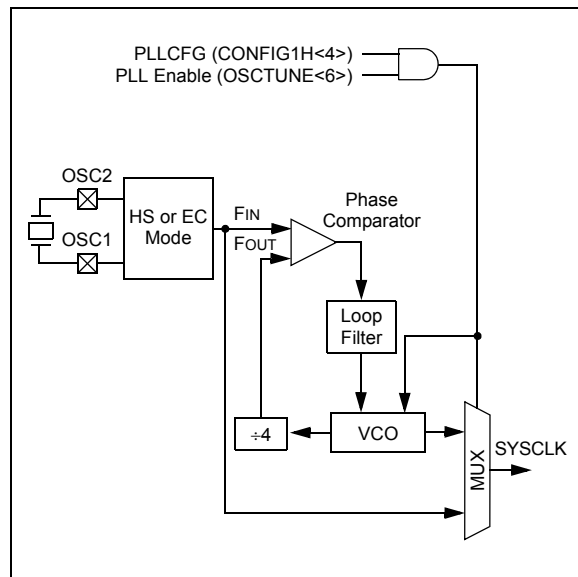 PLLCFG (CONFIG1H<4>)
PLL Enable (OSCTUNE<6>)
OSC2
OSC1
HS or EC
Mode
FIN
FOUT
Phase
Comparator
Loop
Filter
÷4
VCO
MUX
SYSCLK